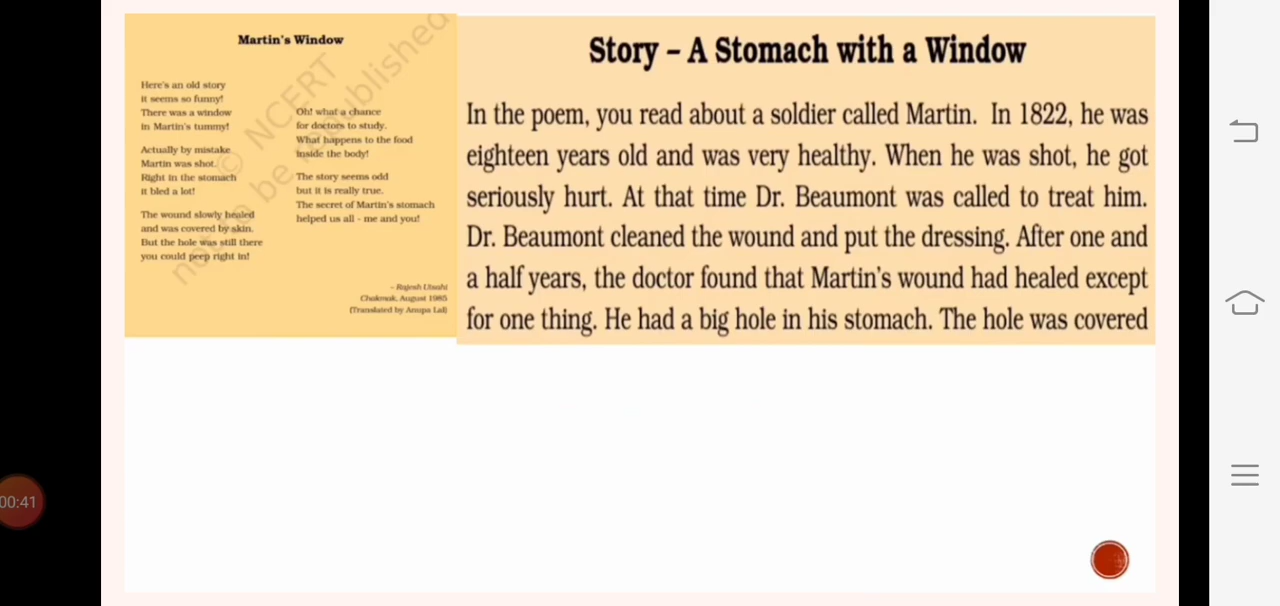 Martin's Window
Here's an old story
it seems so funny!
There was a window
in Martin's tummy!
Actually by mistake
Martin was shot.
Right in the stomach
it bled a lot!
The wound slowly healed
and was covered by skin.
But the hole was still there
you could peep right in!
Oh! what a chance
for doctors to study.
What happens to the food
inside the body!
The story seems odd
but it is really true.
The secret of Martin's stomach
helped us all - me and you!
– Rajesh Utsahi
Chakmak, August 1985
(Translated by Anupa Lal)
© NCERT
not to be republished
Story – A Stomach with a Window
In the poem, you read about a soldier called Martin. In 1822, he was
eighteen years old and was very healthy. When he was shot, he got
seriously hurt. At that time Dr. Beaumont was called to treat him.
Dr. Beaumont cleaned the wound and put the dressing. After one and
a half years, the doctor found that Martin's wound had healed except
for one thing. He had a big hole in his stomach. The hole was covered
00:41